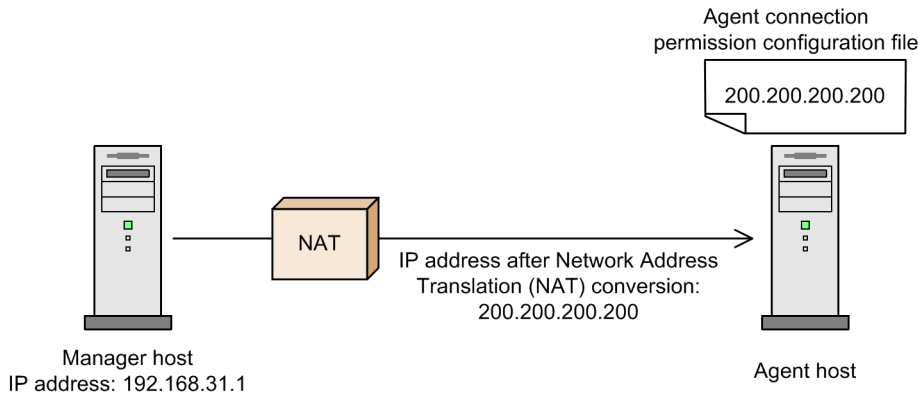 Agent connection
permission configuration file
200.200.200.200
NAT
IP address after Network Address
Translation (NAT) conversion:
200.200.200.200
Manager host
IP address: 192.168.31.1
Agent host